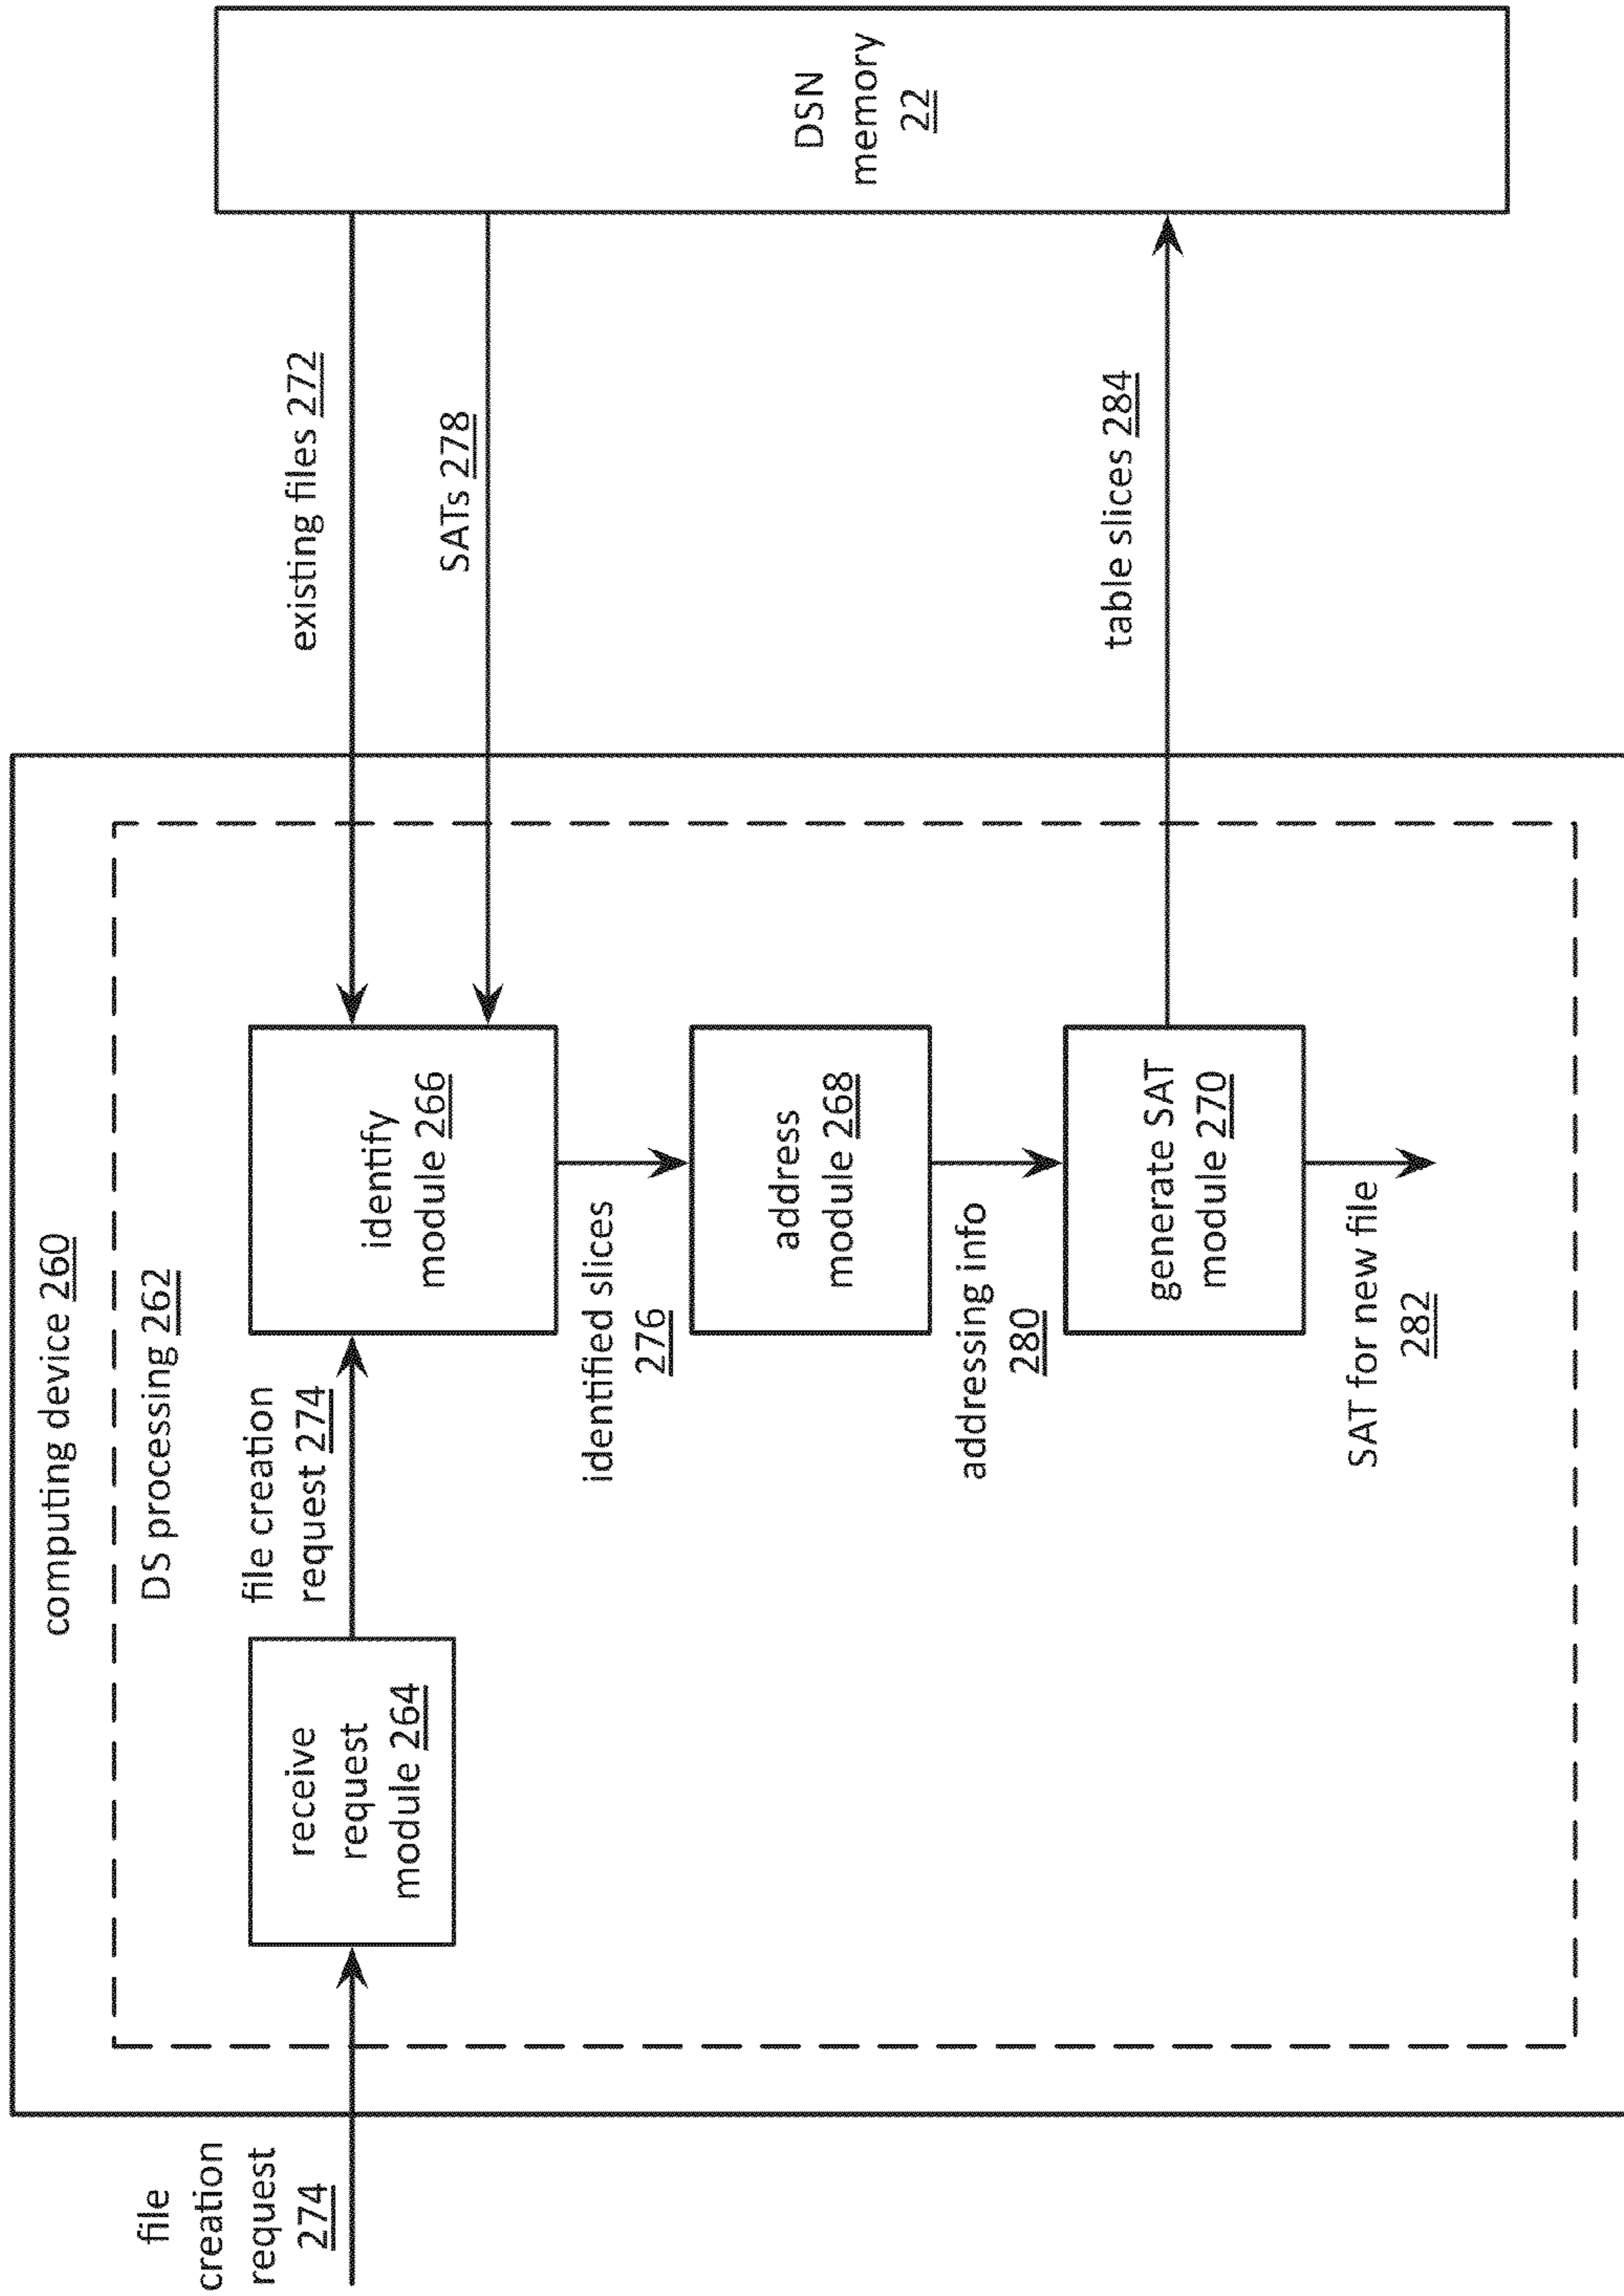 computing device 260
DS processing 262
file
creation
request
274
receive
request
module 264
file creation
request 274
identify
module 266
existing files 272
SATs 278
DSN
memory
22
identified slices
276
address
module 268
addressing info
280
generate SAT
module 270
table slices 284
SAT for new file
282